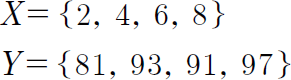 X = {2, 4, 6, 8}
Y = {81, 93, 91, 97}